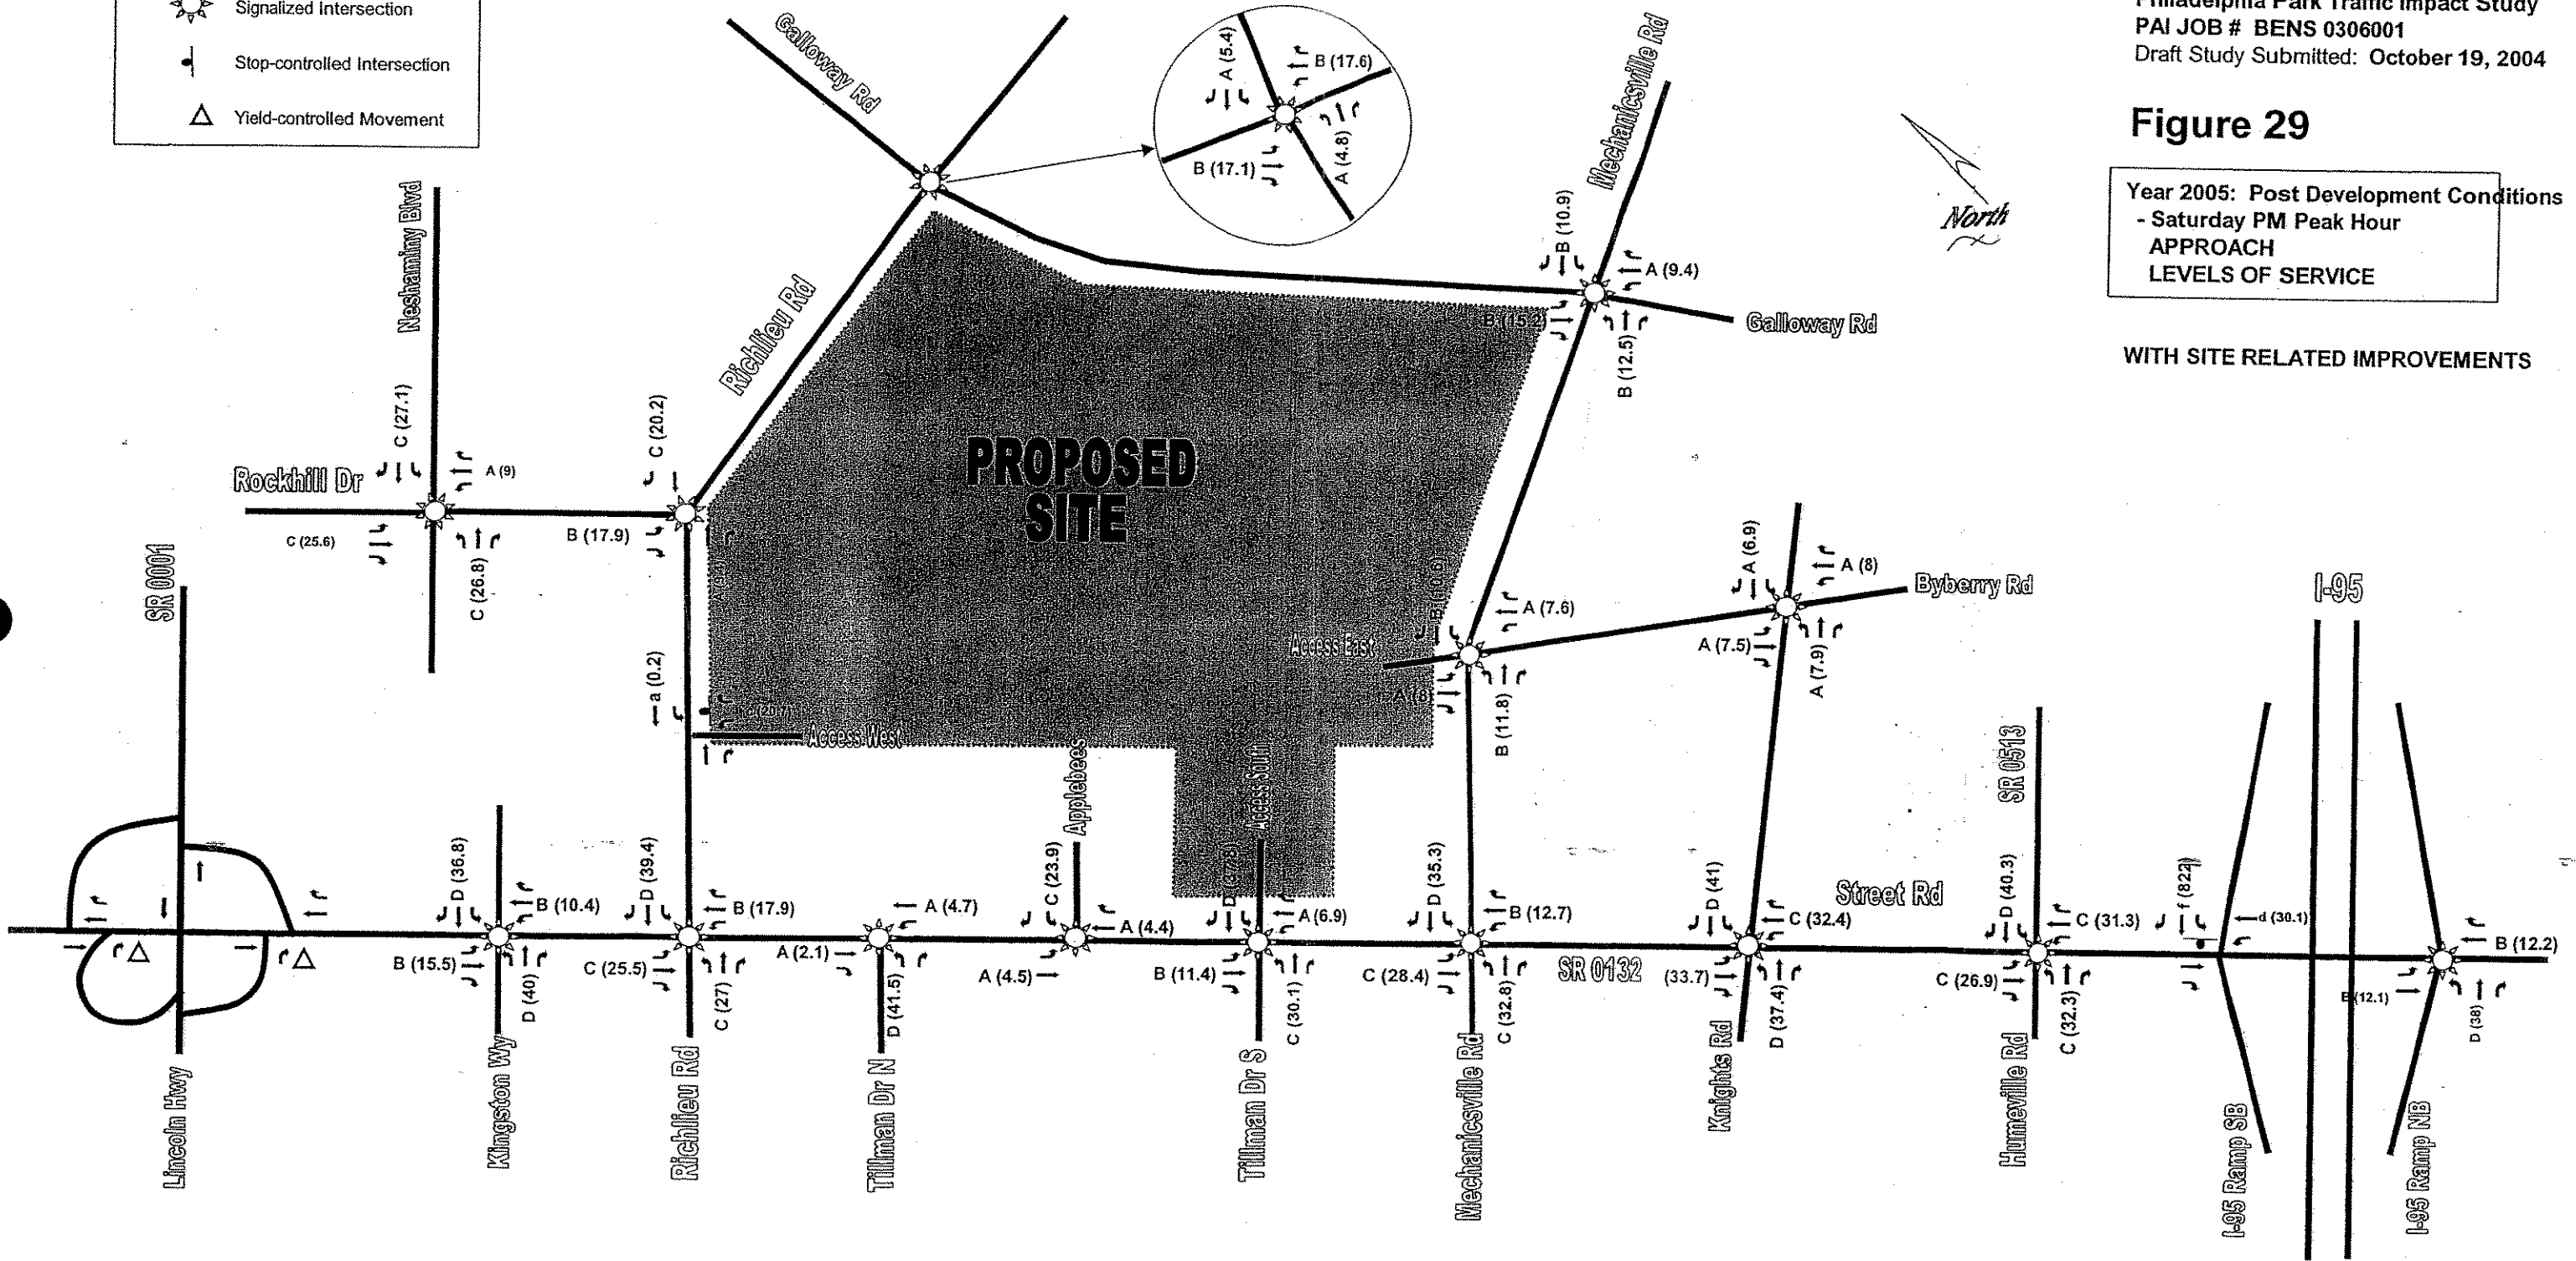 Signalized Intersection
Stop-controlled Intersection
Yield-controlled Movement
Philadelphia Park Traffic Impact Study
PAI JOB # BENS 0306001
Draft Study Submitted: October 19, 2004
Figure 29
Year 2005: Post Development Conditions
- Saturday PM Peak Hour
APPROACH
LEVELS OF SERVICE
WITH SITE RELATED IMPROVEMENTS
North
Galloway Rd
A (5.4)
B (17.6)
B (17.1)
A (4.8)
Mechanicsville Rd
B (10.9)
A (9.4)
B (15.2)
B (12.5)
Galloway Rd
Neshaminy Blvd
Richlieu Rd
C (27.1)
A (9)
Rockhill Dr
C (25.6)
C (26.8)
C (20.2)
B (17.9)
PROPOSED
SITE
SR 0001
a (0.2)
Access West
Access East
B (10.6)
A (7.6)
A (8)
B (11.8)
A (6.9)
A (8)
Byberry Rd
A (7.5)
A (7.9)
I-95
SR 0513
Applebees
Access South
D (36.8)
B (10.4)
B (15.5)
D (40)
D (39.4)
B (17.9)
C (25.5)
C (27)
A (4.7)
A (2.1)
D (41.5)
C (23.9)
A (4.4)
A (4.5)
A (6.9)
B (11.4)
C (30.1)
D (35.3)
B (12.7)
C (28.4)
C (32.8)
SR 0132
D (41)
C (32.4)
(33.7)
D (37.4)
Street Rd
D (40.3)
C (31.3)
C (26.9)
C (32.3)
f (822)
d (30.1)
B (12.2)
B (12.1)
D (38)
Lincoln Hwy
Kingston Wy
Richlieu Rd
Tillman Dr N
Tillman Dr S
Mechanicsville Rd
Knights Rd
Humeville Rd
I-95 Ramp SB
I-95 Ramp NB